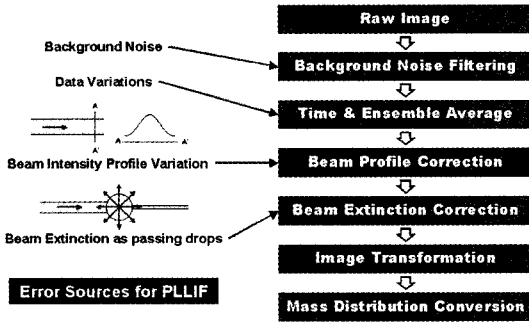 Raw Image
Background Noise
Background Noise Filtering
Data Variations
Time & Ensemble Average
A
A'
A A'
Beam Intensity Profile Variation
Beam Profile Correction
Beam Extinction Correction
Beam Extinction as passing drops
Image Transformation
Error Sources for PLLIF
Mass Distribution Conversion